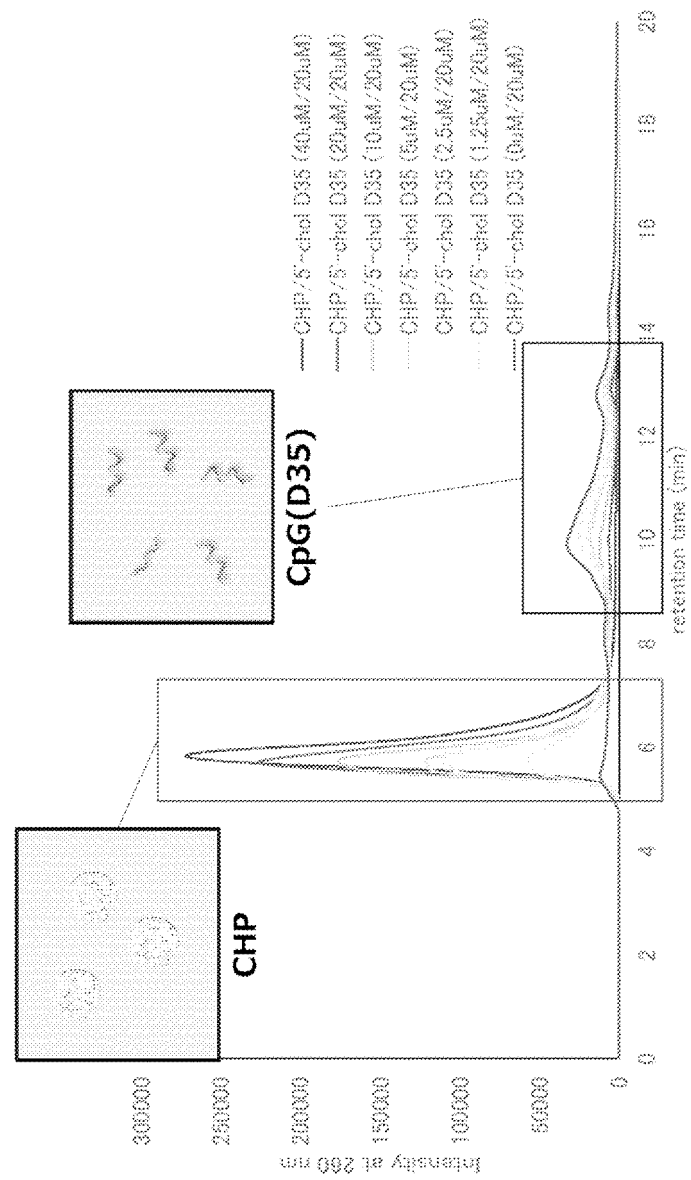 CHP
CpG(D35)
CHP/5'-chol D35 (40uM/20uM)
CHP/5'-chol D35 (20uM/20uM)
CHP/5'-chol D35 (10uM/20uM)
CHP/5'-chol D35 (5uM/20uM)
CHP/5'-chol D35 (2.5uM/20uM)
CHP/5'-chol D35 (1.25uM/20uM)
CHP/5'-chol D35 (0uM/20uM)
Intensity at 260 nm
300000
250000
200000
150000
100000
50000
0
0 2 4 6 8 10 12 14 16 18 20
retention time (min)